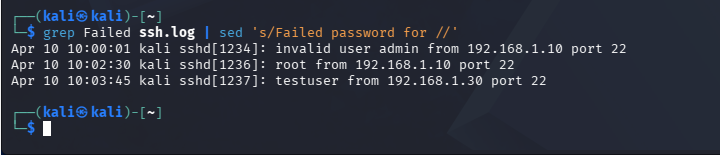 ┌──(kali㉿kali)-[~]
└─$ grep Failed ssh.log | sed 's/Failed password for //'
Apr 10 10:00:01 kali sshd[1234]: invalid user admin from 192.168.1.10 port 22
Apr 10 10:02:30 kali sshd[1236]: root from 192.168.1.10 port 22
Apr 10 10:03:45 kali sshd[1237]: testuser from 192.168.1.30 port 22
┌──(kali㉿kali)-[~]
└─$